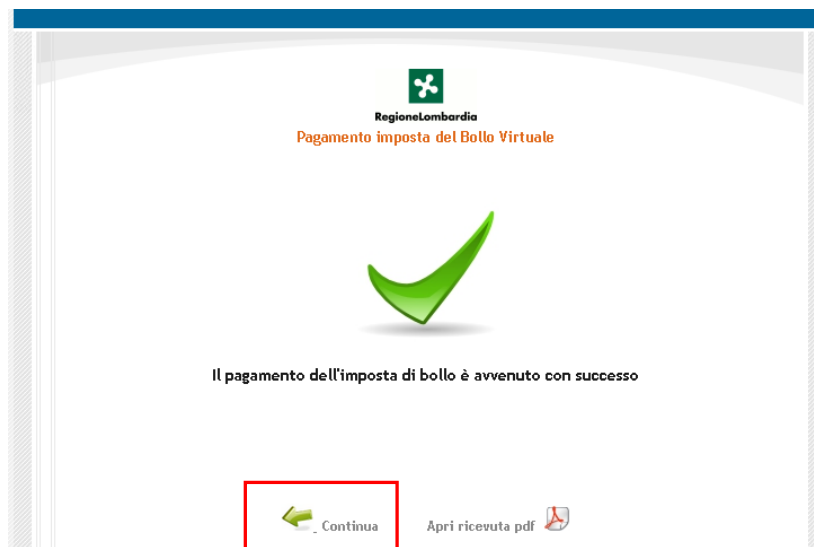 RegioneLombardia
Pagamento imposta del Bollo Virtuale
Il pagamento dell'imposta di bollo è avvenuto con successo
Continua Apri ricevuta pdf